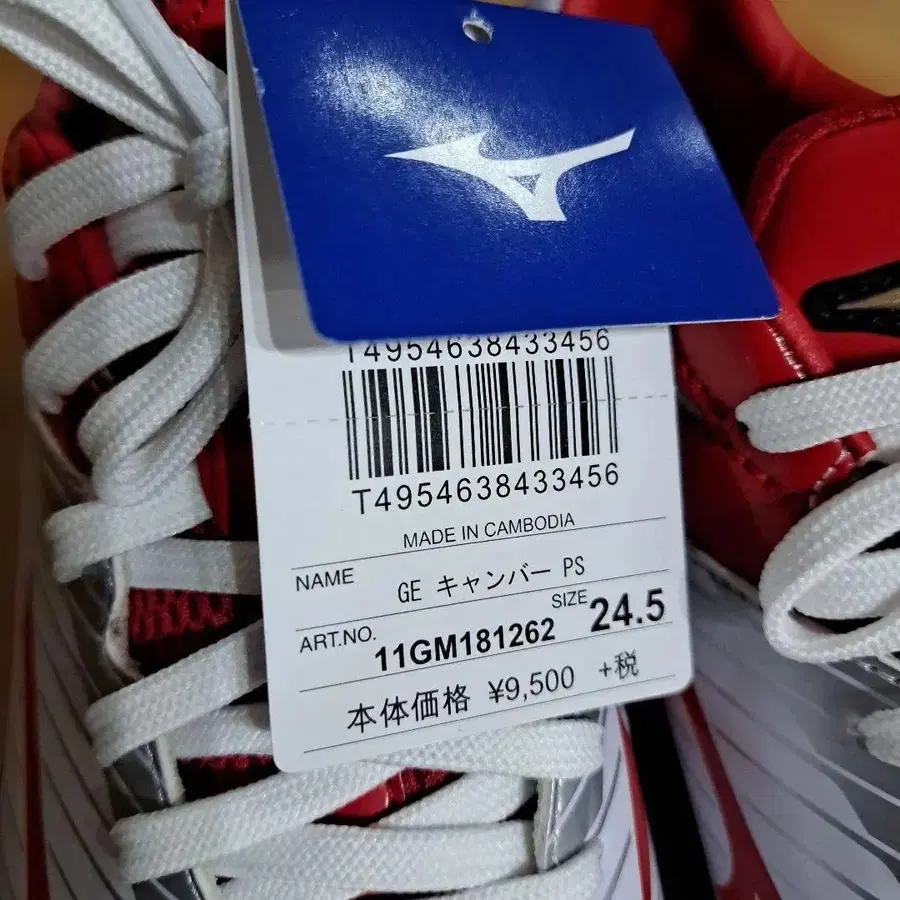 T4954638433456
T4954638433456
MADE IN CAMBODIA
NAME GE キャンバー PS
ART.NO. 11GM181262 SIZE 24.5
本体価格 ¥9,500 +税